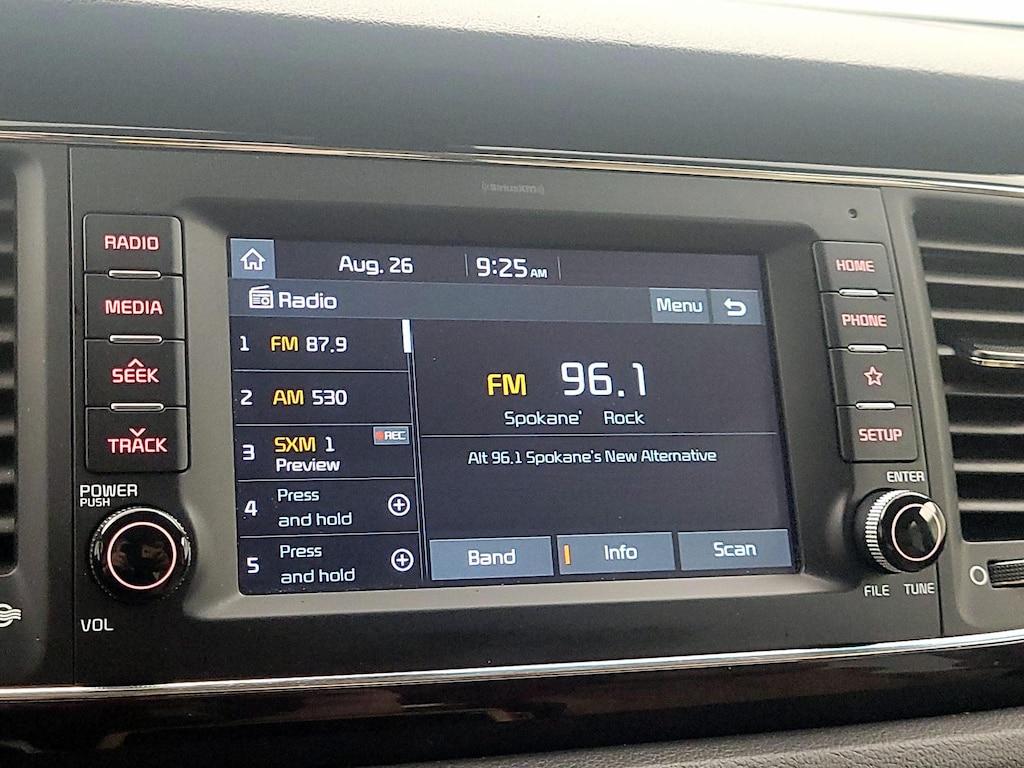 ((SiriusXM))
RADIO
MEDIA
SEEK
TRACK
POWER
PUSH
VOL
Aug. 26
9:25 AM
Radio
Menu
1 FM 87.9
2 AM 530
3 SXM 1 REC
Preview
4 Press
and hold
5 Press
and hold
FM 96.1
Spokane' Rock
Alt 96.1 Spokane's New Alternative
Band
Info
Scan
HOME
PHONE
SETUP
ENTER
FILE TUNE